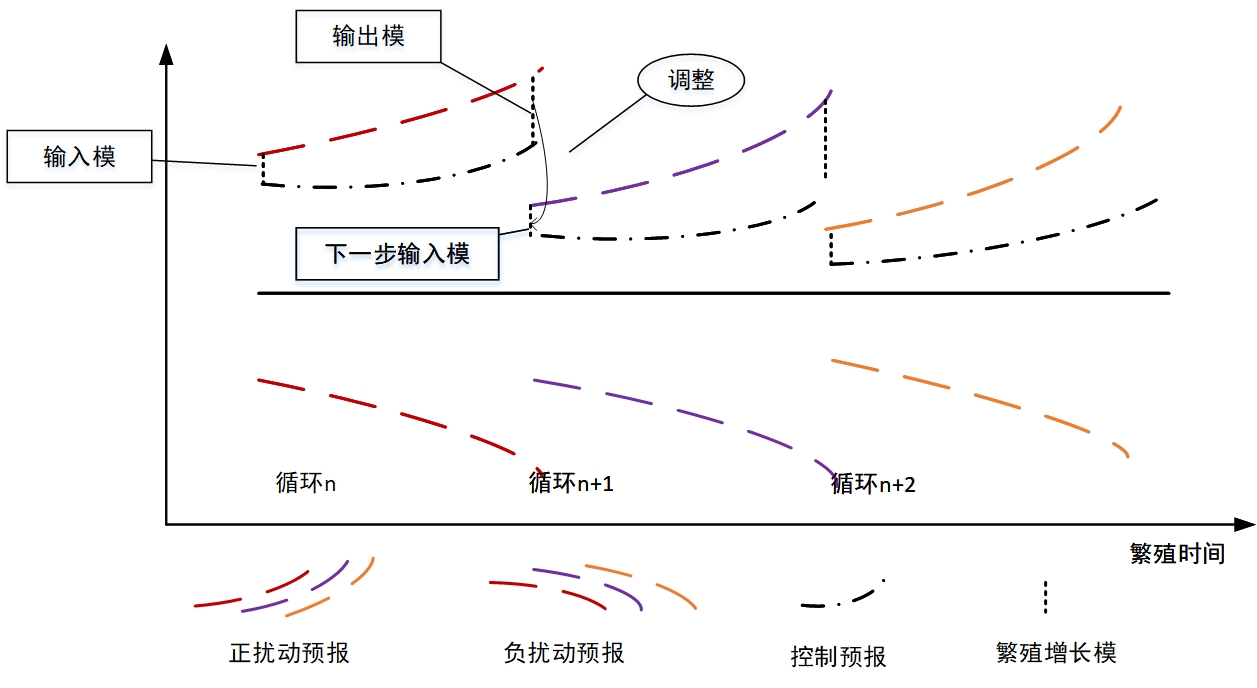 输出模
调整
输入模
下一步输入模
循环n
循环n+1
循环n+2
繁殖时间
正扰动预报
负扰动预报
控制预报
繁殖增长模